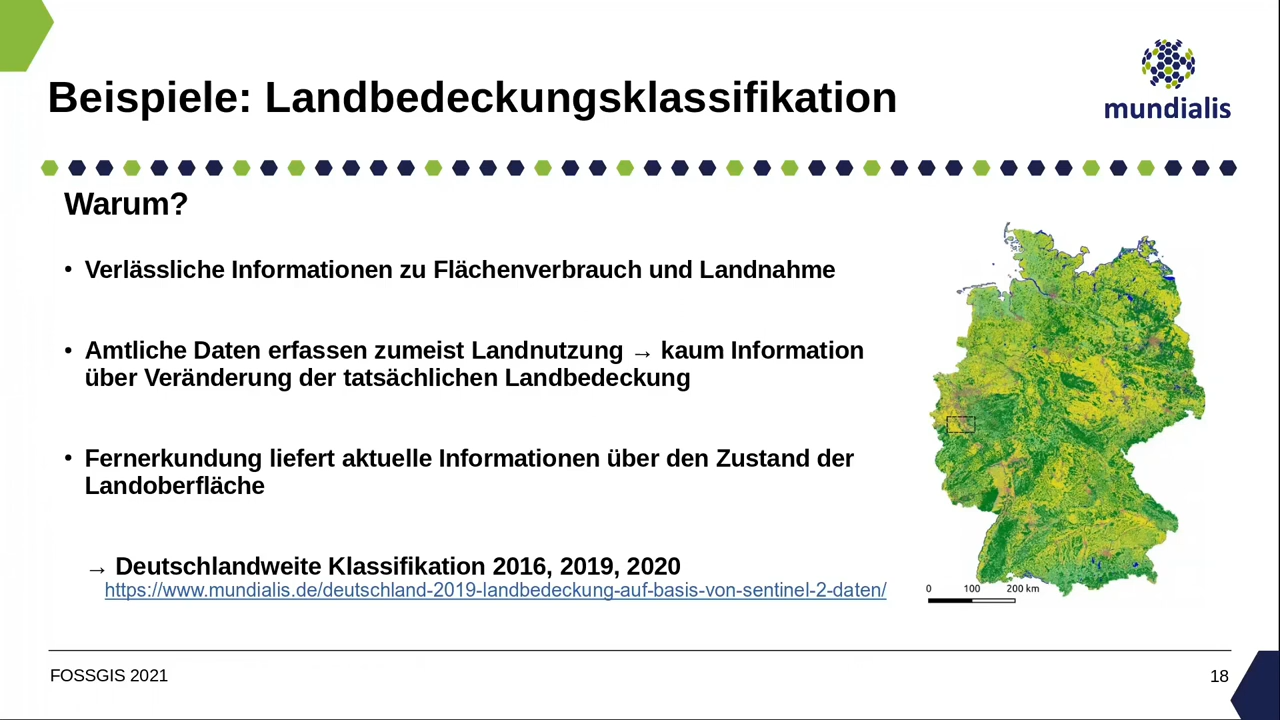 Beispiele: Landbedeckungsklassifikation
mundialis
Warum?
• Verlässliche Informationen zu Flächenverbrauch und Landnahme
• Amtliche Daten erfassen zumeist Landnutzung → kaum Information
über Veränderung der tatsächlichen Landbedeckung
• Fernerkundung liefert aktuelle Informationen über den Zustand der
Landoberfläche
→ Deutschlandweite Klassifikation 2016, 2019, 2020
https://www.mundialis.de/deutschland-2019-landbedeckung-auf-basis-von-sentinel-2-daten/
0 100 200 km
FOSSGIS 2021
18